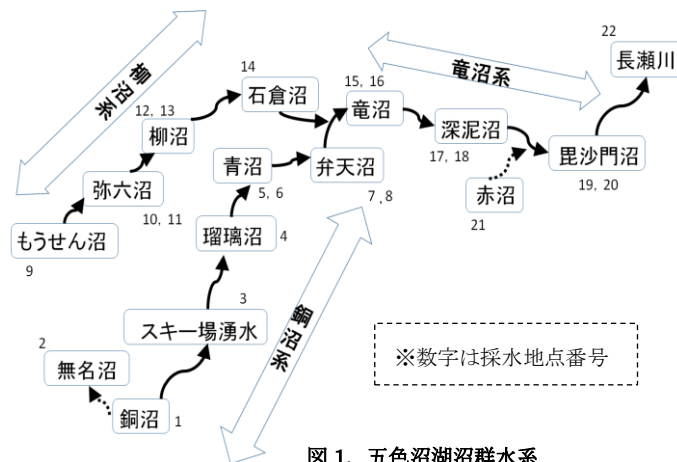 22
長瀬川
柳沼系
14
石倉沼
15, 16
竜沼
竜沼系
12, 13
柳沼
深泥沼
17, 18
毘沙門沼
19, 20
青沼
5, 6
弁天沼
7 ,8
赤沼
21
弥六沼
10, 11
もうせん沼
9
瑠璃沼
4
3
スキー場湧水
銅沼系
2
無名沼
銅沼
1
※数字は採水地点番号
図 1. 五色沼湖沼群水系